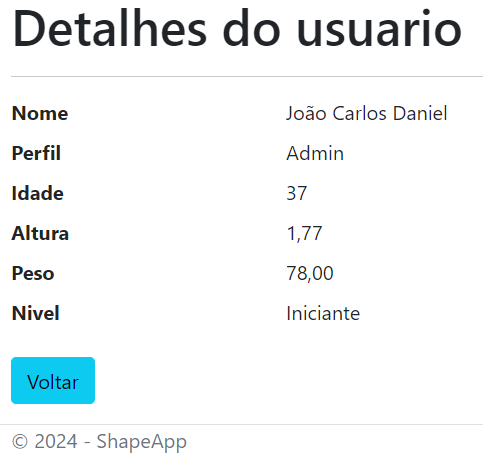 Detalhes do usuario
Nome João Carlos Daniel
Perfil Admin
Idade 37
Altura 1,77
Peso 78,00
Nivel Iniciante
Voltar
© 2024 - ShapeApp